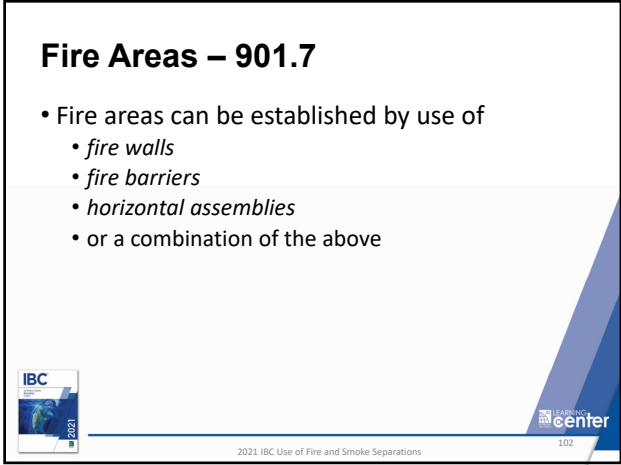 Fire Areas – 901.7
• Fire areas can be established by use of
• fire walls
• fire barriers
• horizontal assemblies
• or a combination of the above
IBC
2021
LEARNING
center
2021 IBC Use of Fire and Smoke Separations
102